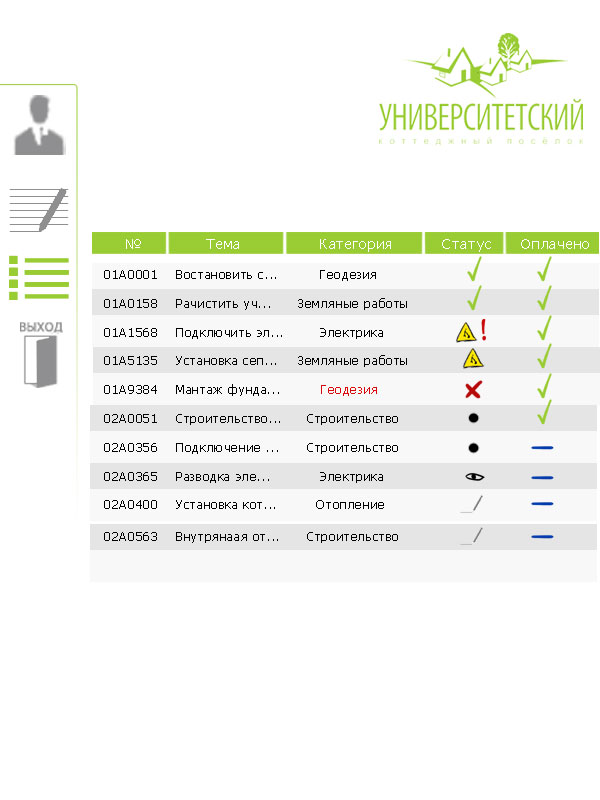 УНИВЕРСИТЕТСКИЙ
коттеджный поселок
№ Тема Категория Статус Оплачено
01A0001 Востановить с... Геодезия
01A0158 Рачистить уч... Земляные работы
01A1568 Подключить эл... Электрика
01A5135 Установка сеп... Земляные работы
01A9384 Мантаж фунда... Геодезия
02A0051 Строительство... Строительство
02A0356 Подключение ... Строительство
02A0365 Разводка эле... Электрика
02A0400 Установка кот... Отопление
02A0563 Внутрянаая от... Строительство
ВЫХОД